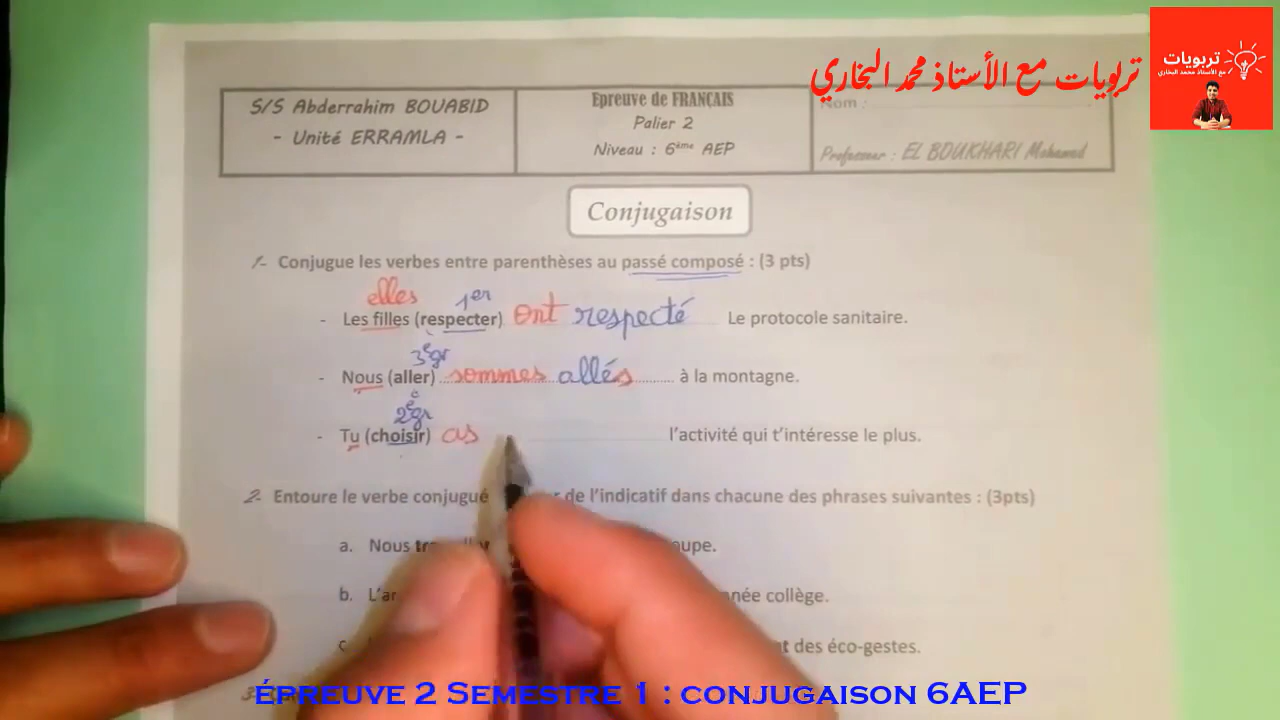 تربويات مع الأستاذ محمد البخاري
تربويات
مع الأستاذ محمد البخاري
S/S Abderrahim BOUABID
- Unité ERRAMLA -
Epreuve de FRANÇAIS
Palier 2
Niveau : 6ème AEP
Nom :
Professeur : EL BOUKHARI Mohamed
Conjugaison
1- Conjugue les verbes entre parenthèses au passé composé : (3 pts)
elles 1er
- Les filles (respecter) ont respecté Le protocole sanitaire.
3e gr
- Nous (aller) sommes allés à la montagne.
2e gr
- Tu (choisir) as l'activité qui t'intéresse le plus.
2- Entoure le verbe conjugué de l'indicatif dans chacune des phrases suivantes : (3pts)
a. Nous
b. collège.
c. des éco-gestes.
épreuve 2 Semestre 1 : conjugaison 6AEP